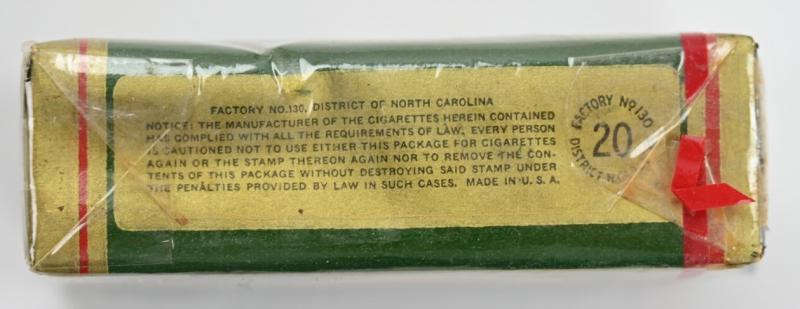 FACTORY NO.130, DISTRICT OF NORTH CAROLINA
NOTICE: THE MANUFACTURER OF THE CIGARETTES HEREIN CONTAINED
HAS COMPLIED WITH ALL THE REQUIREMENTS OF LAW, EVERY PERSON
IS CAUTIONED NOT TO USE EITHER THIS PACKAGE FOR CIGARETTES
AGAIN OR THE STAMP THEREON AGAIN NOR TO REMOVE THE CON-
TENTS OF THIS PACKAGE WITHOUT DESTROYING SAID STAMP UNDER
THE PENALTIES PROVIDED BY LAW IN SUCH CASES. MADE IN U.S.A.
FACTORY NO 130
20
DISTRICT